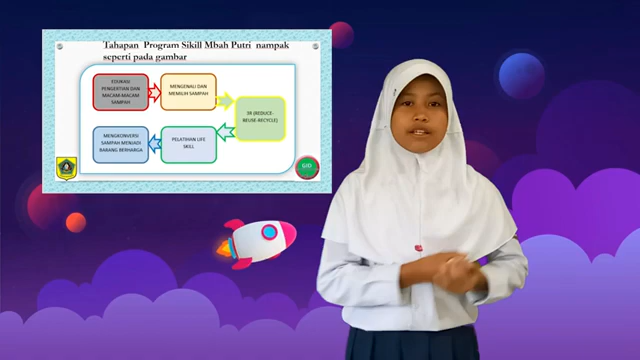 Tahapan Program Sikill Mbah Putri nampak
seperti pada gambar
EDUKASI
PENGERTIAN DAN
MACAM-MACAM
SAMPAH
MENGENALI DAN
MEMILIH SAMPAH
3R (REDUCE-
REUSE-RECYCLE)
PELATIHAN LIFE
SKILL
MENGKONVERSI
SAMPAH MENJADI
BARANG BERHARGA